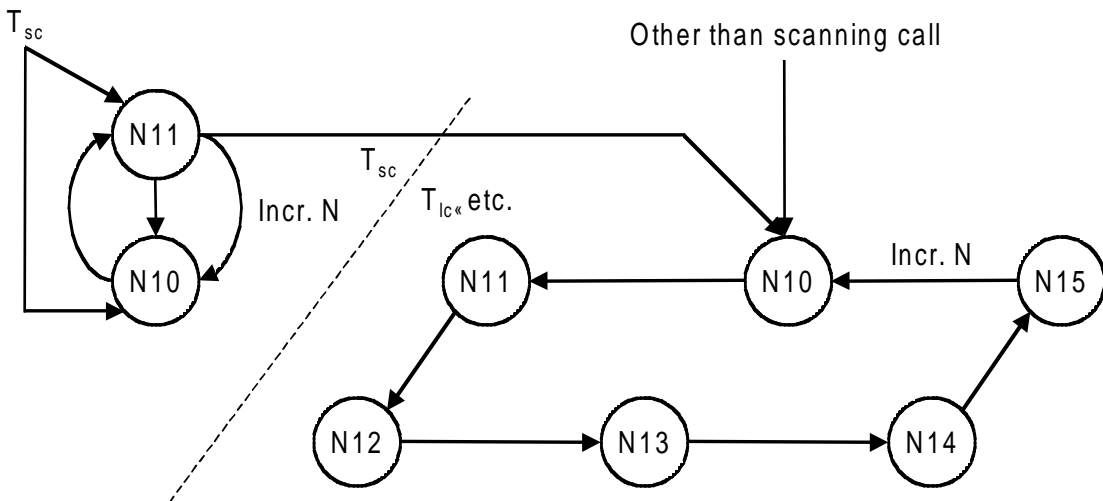 T_sc
Other than scanning call
N11
T_sc
Incr. N
T_lc« etc.
N10
N11
N10
Incr. N
N15
N12
N13
N14